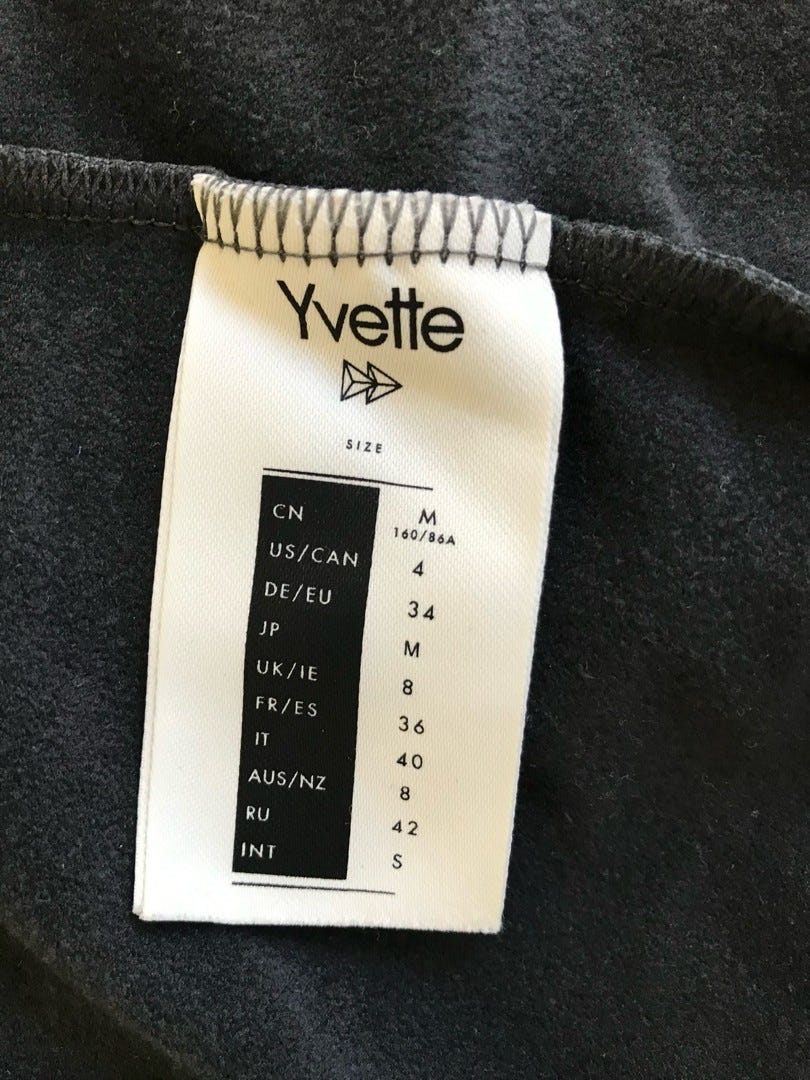 Yvette
SIZE
CN M
160/86A
US/CAN 4
DE/EU 34
JP M
UK/IE 8
FR/ES 36
IT 40
AUS/NZ 8
RU 42
INT S